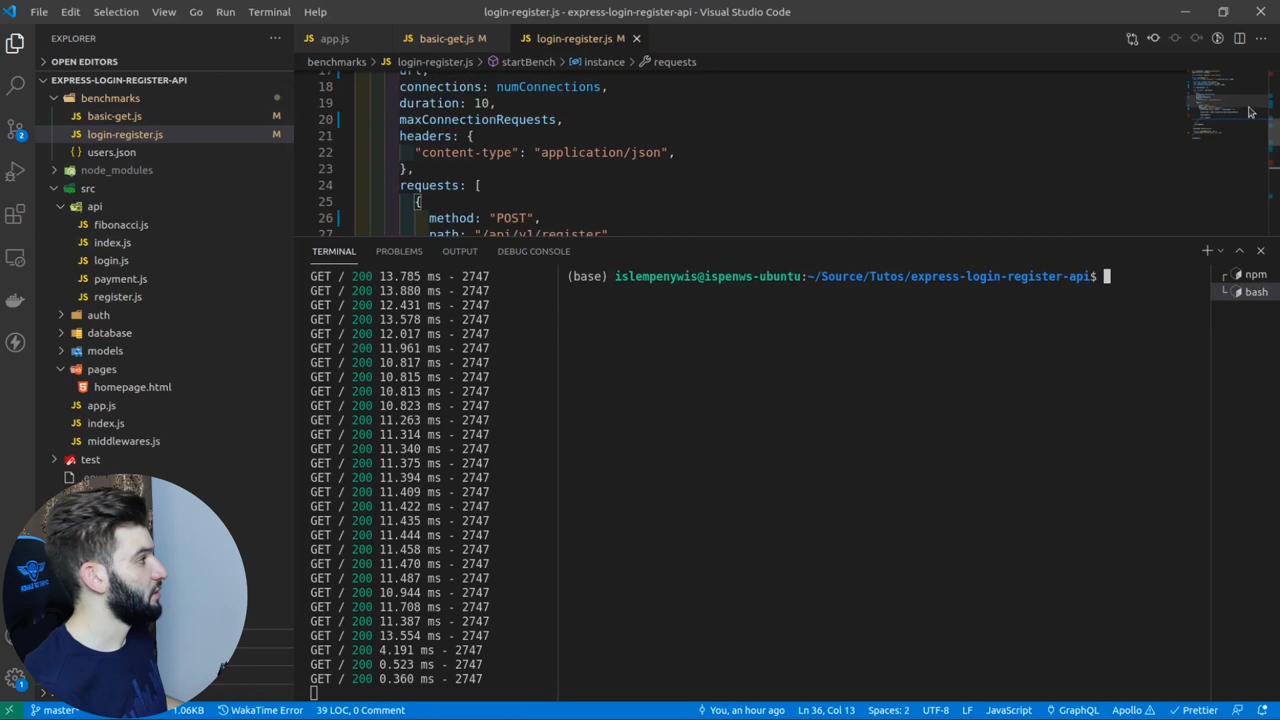 File Edit Selection View Go Run Terminal Help
login-register.js - express-login-register-api - Visual Studio Code
EXPLORER
OPEN EDITORS
EXPRESS-LOGIN-REGISTER-API
benchmarks
JS basic-get.js M
JS login-register.js M
{} users.json
node_modules
src
api
JS fibonacci.js
JS index.js
JS login.js
JS payment.js
JS register.js
auth
database
models
pages
homepage.html
JS app.js
JS index.js
JS middlewares.js
test
2
1
JS app.js
JS basic-get.js M
JS login-register.js M
benchmarks > JS login-register.js > startBench > instance > requests
17 url,
18 connections: numConnections,
19 duration: 10,
20 maxConnectionRequests,
21 headers: {
22 "content-type": "application/json",
23 },
24 requests: [
25 {
26 method: "POST",
27 path: "/api/v1/register"
TERMINAL PROBLEMS OUTPUT DEBUG CONSOLE
GET / 200 13.785 ms - 2747
GET / 200 13.880 ms - 2747
GET / 200 12.431 ms - 2747
GET / 200 13.578 ms - 2747
GET / 200 12.017 ms - 2747
GET / 200 11.961 ms - 2747
GET / 200 10.817 ms - 2747
GET / 200 10.815 ms - 2747
GET / 200 10.813 ms - 2747
GET / 200 10.823 ms - 2747
GET / 200 11.263 ms - 2747
GET / 200 11.314 ms - 2747
GET / 200 11.340 ms - 2747
GET / 200 11.375 ms - 2747
GET / 200 11.394 ms - 2747
GET / 200 11.409 ms - 2747
GET / 200 11.422 ms - 2747
GET / 200 11.435 ms - 2747
GET / 200 11.444 ms - 2747
GET / 200 11.458 ms - 2747
GET / 200 11.470 ms - 2747
GET / 200 11.487 ms - 2747
GET / 200 10.944 ms - 2747
GET / 200 11.708 ms - 2747
GET / 200 11.387 ms - 2747
GET / 200 13.554 ms - 2747
GET / 200 4.191 ms - 2747
GET / 200 0.523 ms - 2747
GET / 200 0.360 ms - 2747
(base) islempenywis@ispenws-ubuntu:~/Source/Tutos/express-login-register-api$
npm
bash
master* 1.06KB WakaTime Error 39 LOC, 0 Comment You, an hour ago Ln 36, Col 13 Spaces: 2 UTF-8 LF JavaScript GraphQL Apollo Prettier